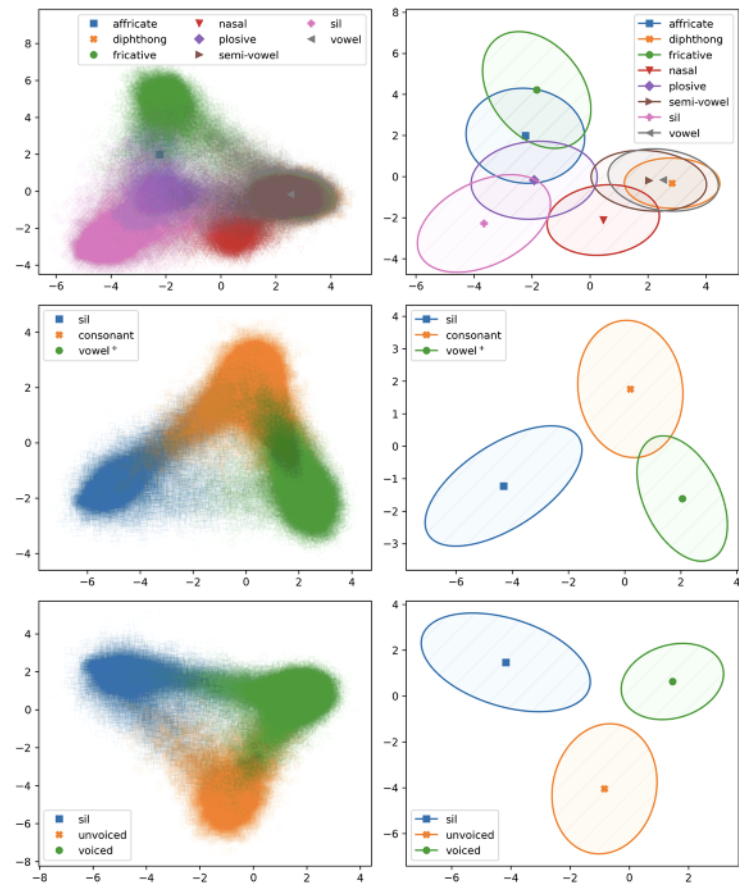 affricate nasal sil
diphthong plosive vowel
fricative semi-vowel
8
6
4
2
0
−2
−4
−6 −4 −2 0 2 4
affricate
diphthong
fricative
nasal
plosive
semi-vowel
sil
vowel
8
6
4
2
0
−2
−4
−6 −4 −2 0 2 4
sil
consonant
vowel+
4
2
0
−2
−4
−6 −4 −2 0 2 4
sil
consonant
vowel+
4
3
2
1
0
−1
−2
−3
−6 −4 −2 0 2 4
4
2
0
−2
−4
−6
−8
sil
unvoiced
voiced
−8 −6 −4 −2 0 2 4
4
2
0
−2
−4
−6
sil
unvoiced
voiced
−6 −4 −2 0 2